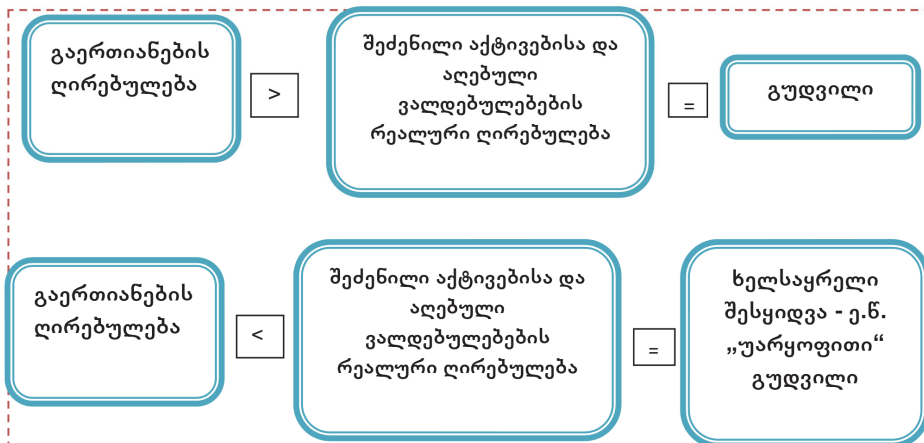 გაერთიანების
ღირებულება
>
შეძენილი აქტივებისა და
აღებული
ვალდებულებების
რეალური ღირებულება
=
გუდვილი
გაერთიანების
ღირებულება
<
შეძენილი აქტივებისა და
აღებული
ვალდებულებების
რეალური ღირებულება
=
ხელსაყრელი
შესყიდვა - ე.წ.
„უარყოფითი“
გუდვილი